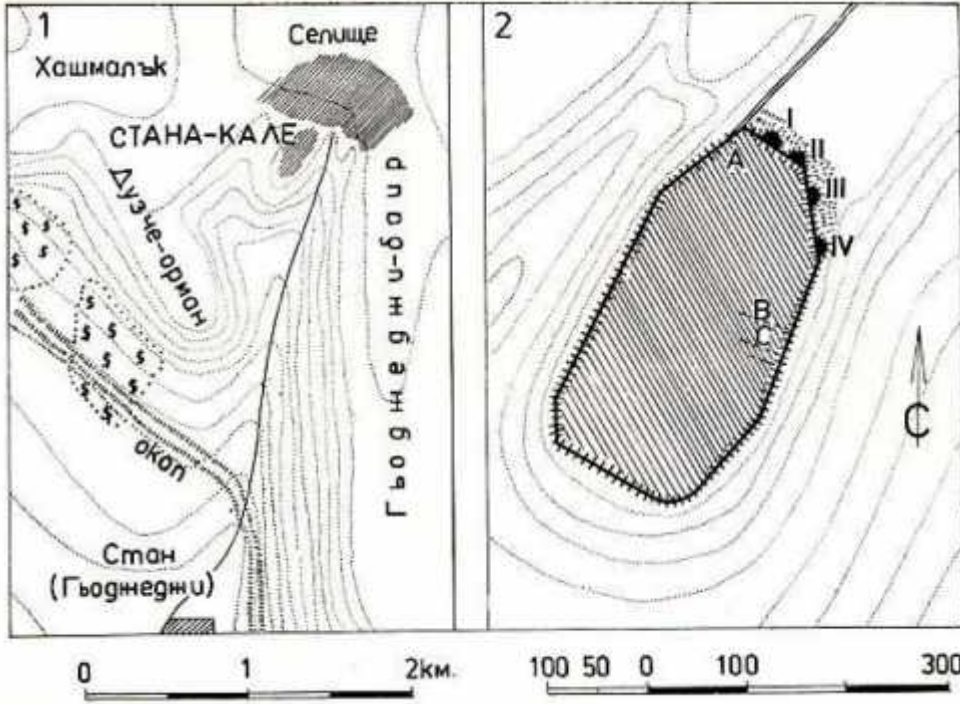 1
Селище
Хашмалък
СТАНА-КАЛЕ
Дузче-орман
Гьоджеджи-баир
окоп
Стан
(Гьоджеджи)
0 1 2км.
2
I
II
III
IV
A
B
C
С
100 50 0 100 300